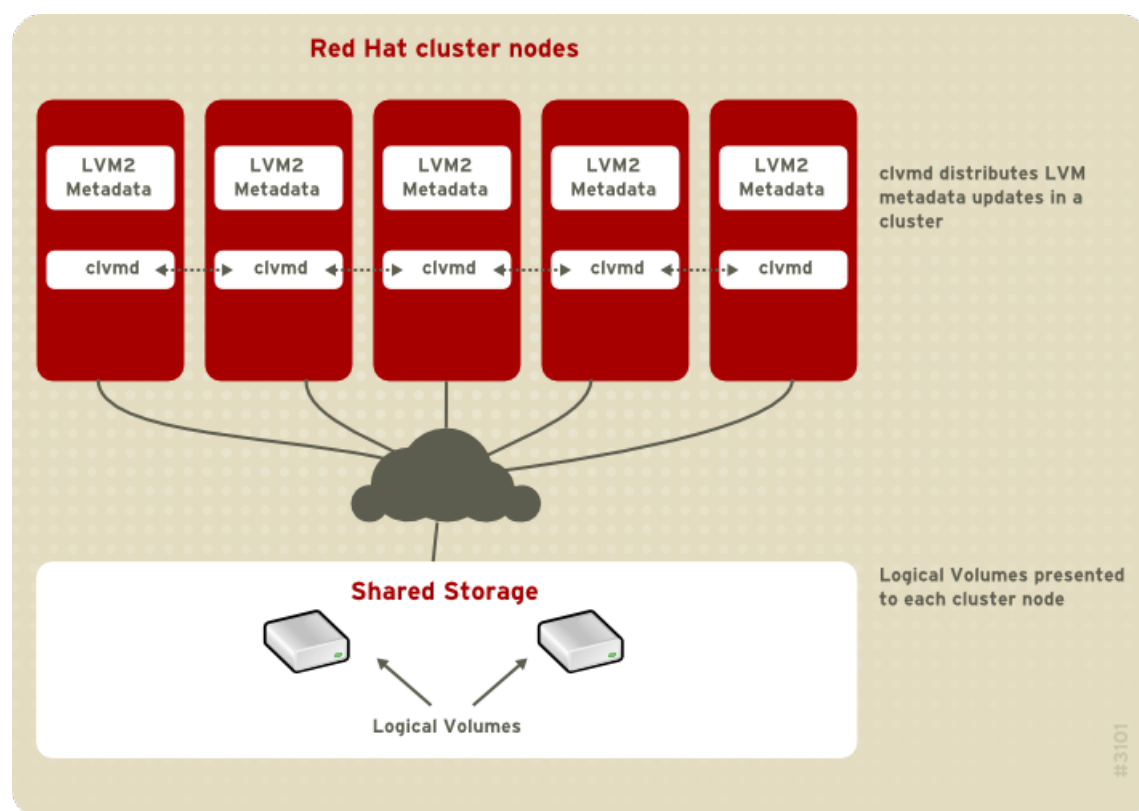 Red Hat cluster nodes
LVM2
Metadata
LVM2
Metadata
LVM2
Metadata
LVM2
Metadata
LVM2
Metadata
clvmd distributes LVM
metadata updates in a
cluster
clvmd
clvmd
clvmd
clvmd
clvmd
Shared Storage
Logical Volumes presented
to each cluster node
Logical Volumes
#3101